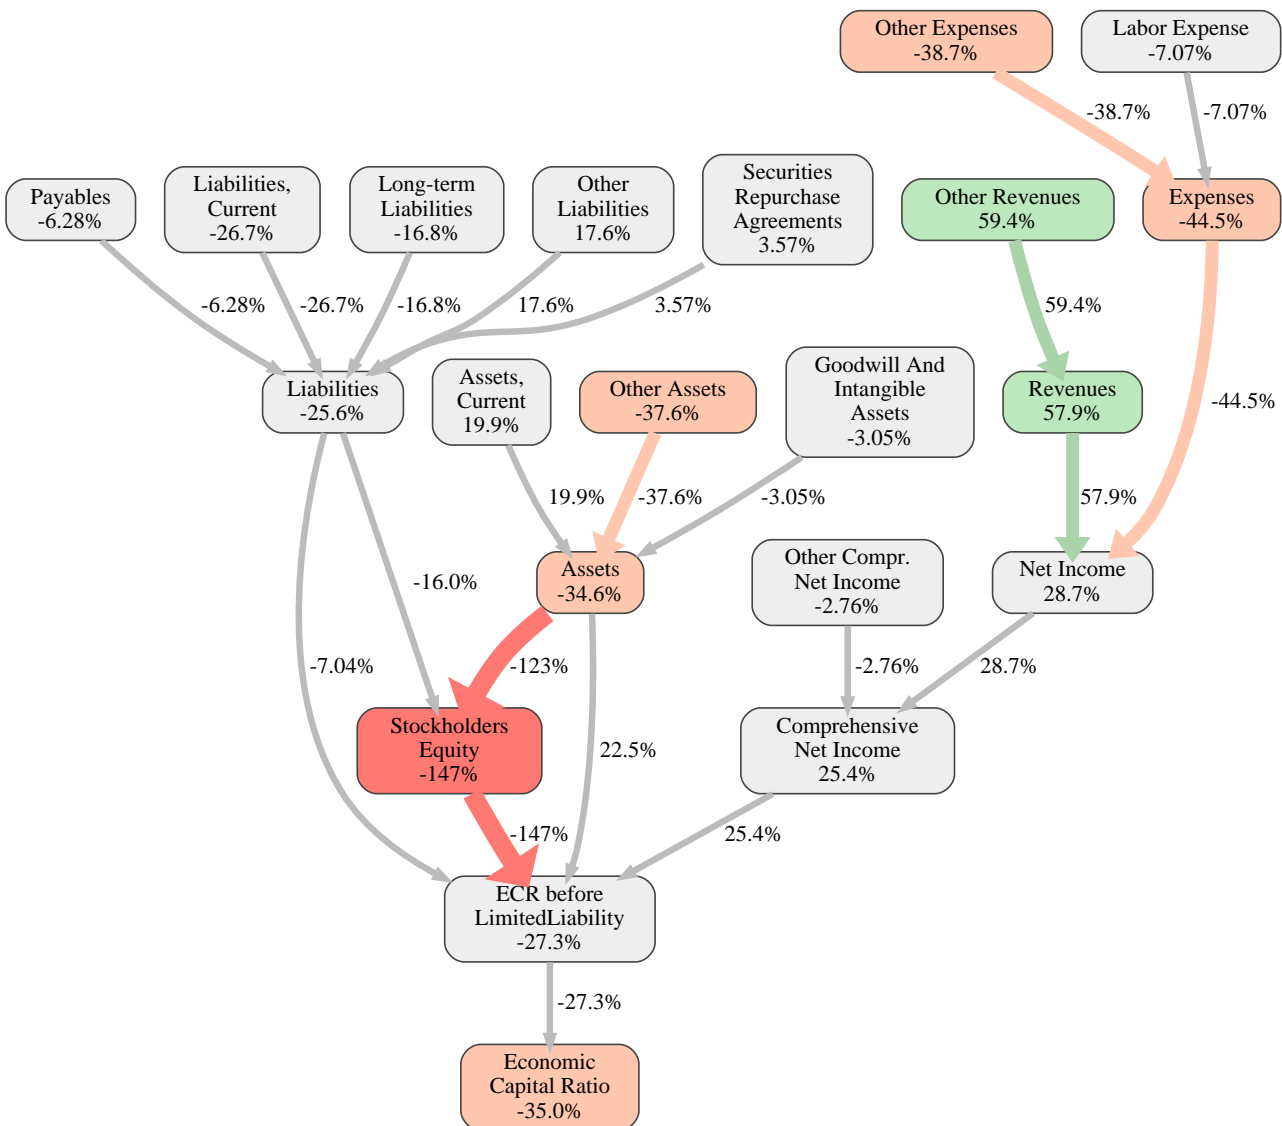 Other Expenses
-38.7%
Labor Expense
-7.07%
-38.7%
-7.07%
Payables
-6.28%
Liabilities,
Current
-26.7%
Long-term
Liabilities
-16.8%
Other
Liabilities
17.6%
Securities
Repurchase
Agreements
3.57%
Other Revenues
59.4%
Expenses
-44.5%
-6.28%
-26.7%
-16.8%
17.6%
3.57%
59.4%
-44.5%
Liabilities
-25.6%
Assets,
Current
19.9%
Other Assets
-37.6%
Goodwill And
Intangible
Assets
-3.05%
Revenues
57.9%
19.9%
-37.6%
-3.05%
57.9%
-16.0%
Assets
-34.6%
Other Compr.
Net Income
-2.76%
Net Income
28.7%
-7.04%
-123%
22.5%
-2.76%
28.7%
Stockholders
Equity
-147%
Comprehensive
Net Income
25.4%
-147%
25.4%
ECR before
LimitedLiability
-27.3%
-27.3%
Economic
Capital Ratio
-35.0%